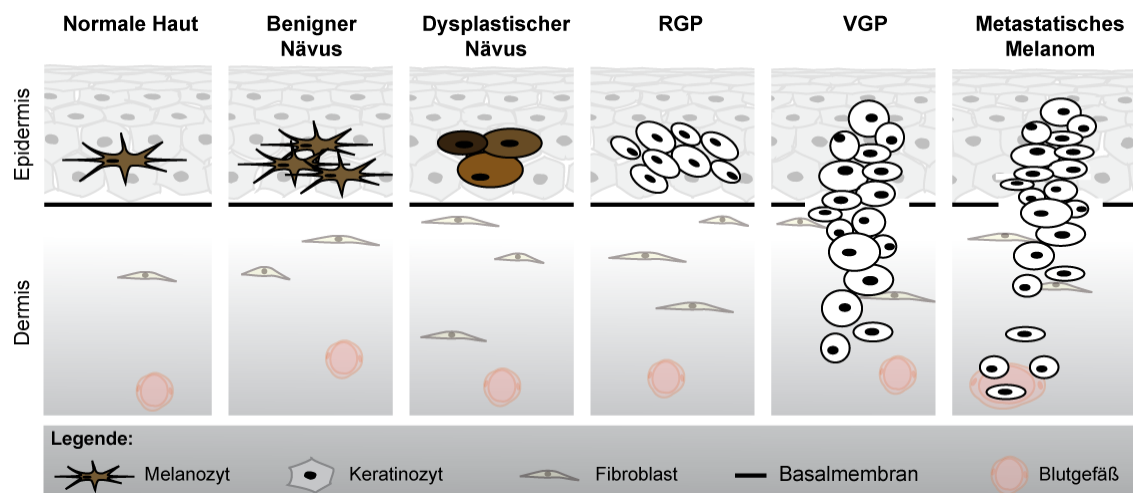 Normale Haut
Benigner
Nävus
Dysplastischer
Nävus
RGP
VGP
Metastatisches
Melanom
Epidermis
Dermis
Legende:
Melanozyt
Keratinozyt
Fibroblast
Basalmembran
Blutgefäß